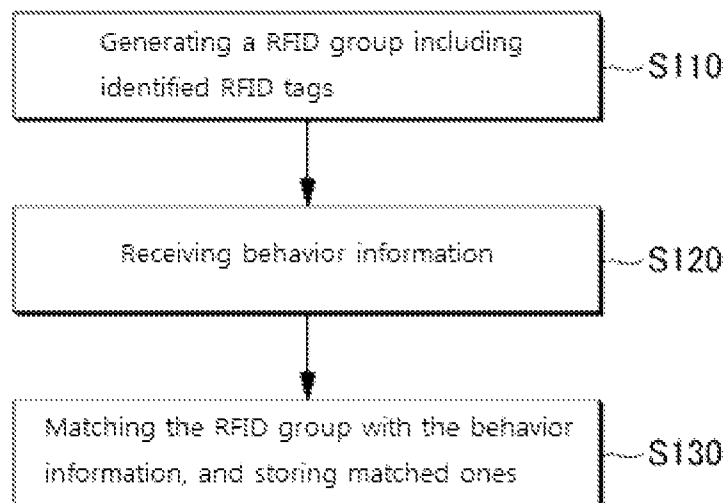 Generating a RFID group including
identified RFID tags
S110
Receiving behavior information
S120
Matching the RFID group with the behavior
information, and storing matched ones
S130